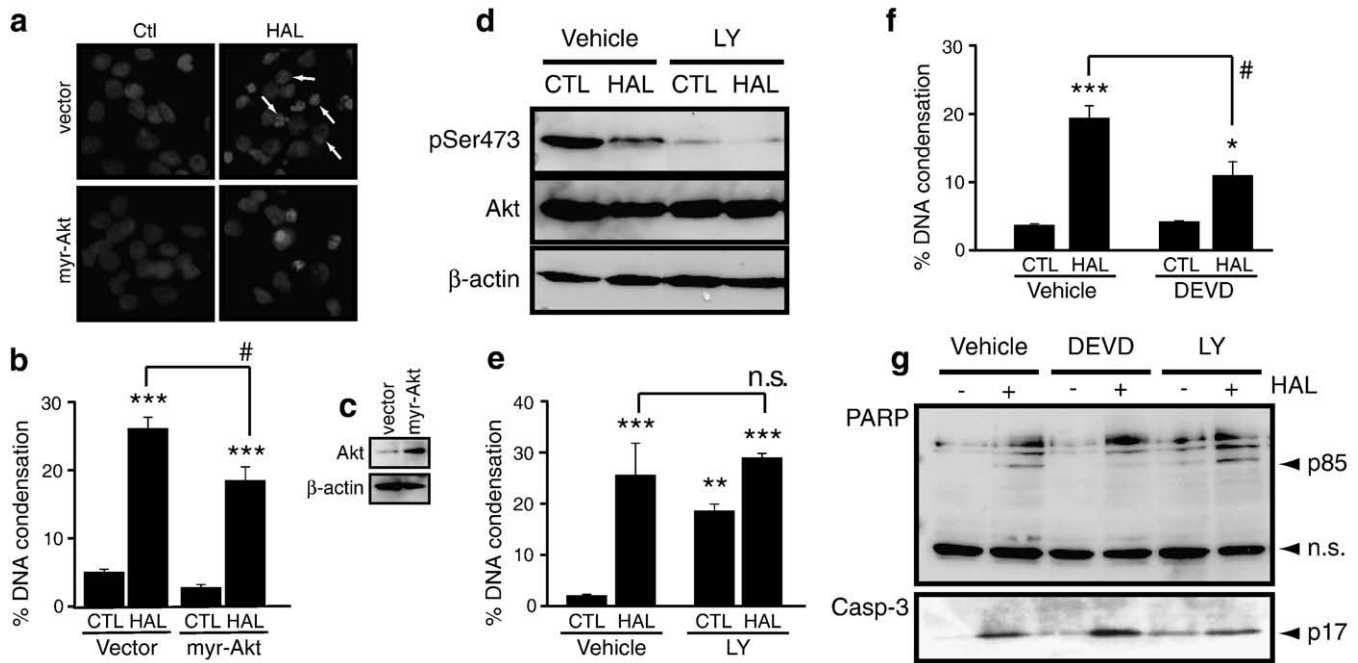 a
Ctl HAL
vector
myr-Akt
b
#
***
***
% DNA condensation
30
20
10
0
CTL HAL CTL HAL
Vector myr-Akt
c
vector myr-Akt
Akt
β-actin
d
Vehicle LY
CTL HAL CTL HAL
pSer473
Akt
β-actin
e
n.s.
***
**
***
% DNA condensation
40
30
20
10
0
CTL HAL CTL HAL
Vehicle LY
f
#
***
*
% DNA condensation
30
20
10
0
CTL HAL CTL HAL
Vehicle DEVD
g
Vehicle DEVD LY
- + - + - + HAL
PARP
p85
n.s.
Casp-3
p17